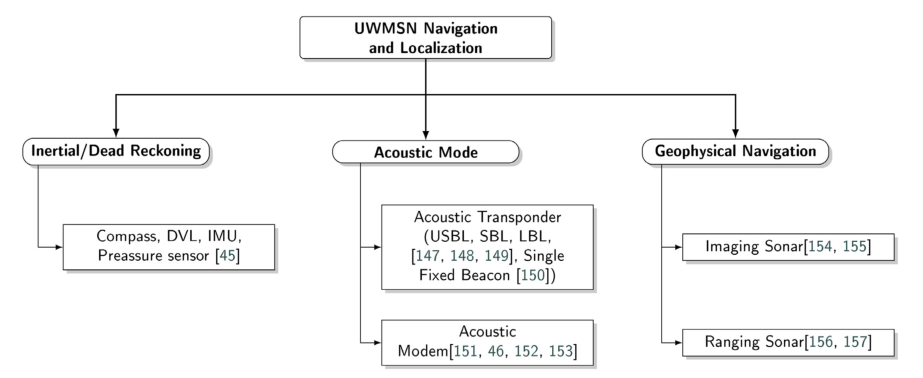 UWMSN Navigation
and Localization
Inertial/Dead Reckoning
Acoustic Mode
Geophysical Navigation
Compass, DVL, IMU,
Preassure sensor [45]
Acoustic Transponder
(USBL, SBL, LBL,
[147, 148, 149], Single
Fixed Beacon [150])
Acoustic
Modem[151, 46, 152, 153]
Imaging Sonar[154, 155]
Ranging Sonar[156, 157]